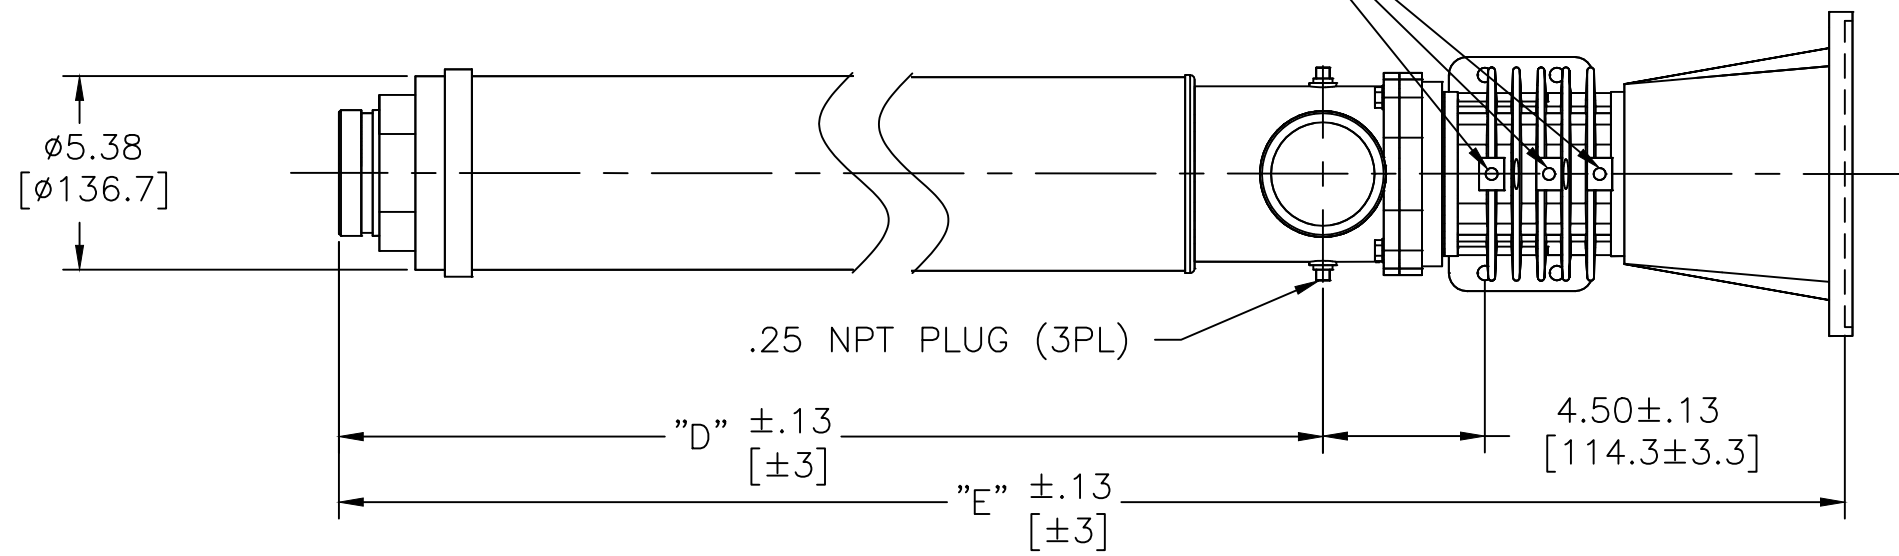 ø5.38
[ø136.7]
.25 NPT PLUG (3PL)
"D" ±.13
[±3]
4.50±.13
[114.3±3.3]
"E" ±.13
[±3]